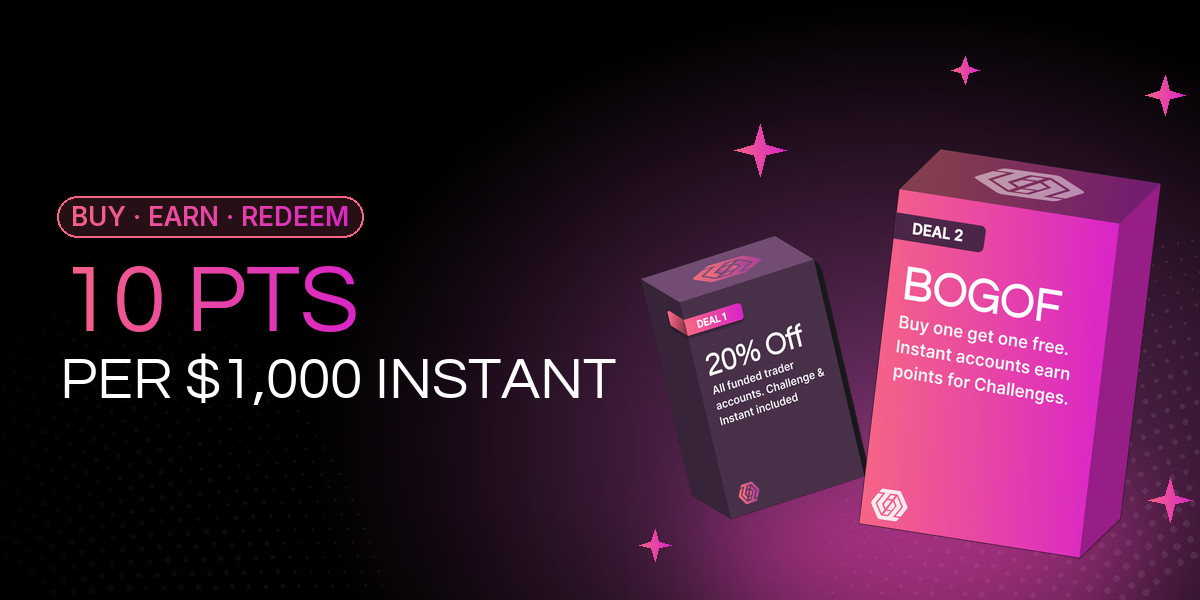 BUY · EARN · REDEEM
10 PTS
PER $1,000 INSTANT
DEAL 1
20% Off
All funded trader
accounts. Challenge &
Instant included
DEAL 2
BOGOF
Buy one get one free.
Instant accounts earn
points for Challenges.